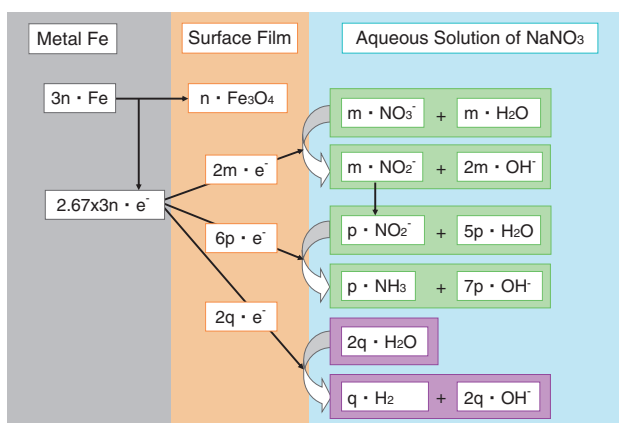 Metal Fe
Surface Film
Aqueous Solution of NaNO₃
3n・Fe
n・Fe₃O₄
m・NO₃⁻ + m・H₂O
2m・e⁻
m・NO₂⁻ + 2m・OH⁻
2.67x3n・e⁻
6p・e⁻
p・NO₂⁻ + 5p・H₂O
p・NH₃ + 7p・OH⁻
2q・e⁻
2q・H₂O
q・H₂ + 2q・OH⁻